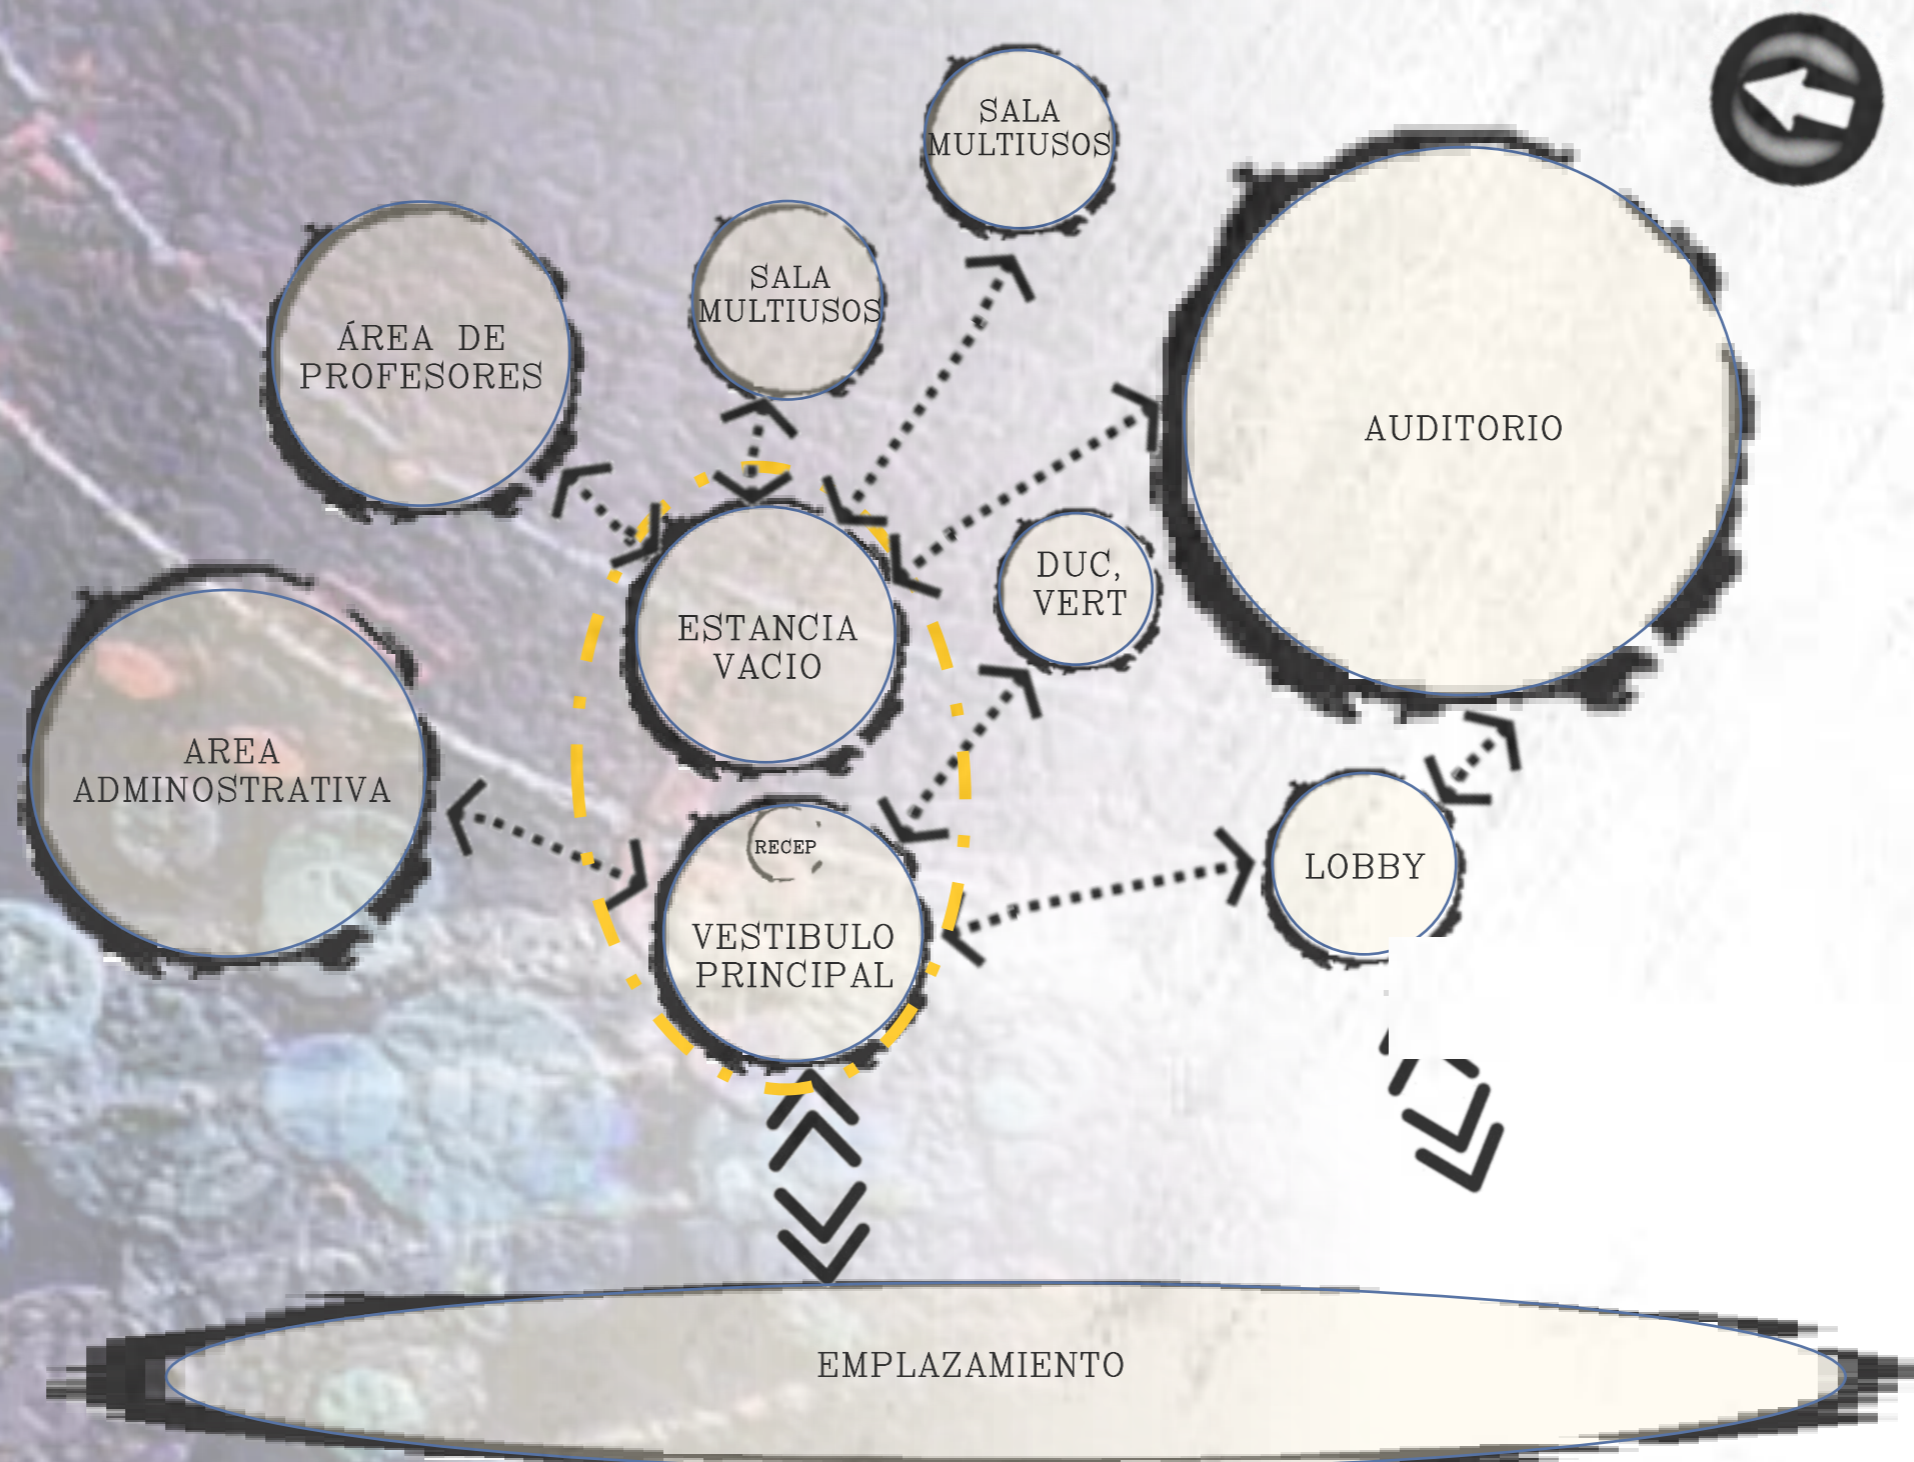 SALA
MULTIUSOS
SALA
MULTIUSOS
ÁREA DE
PROFESORES
AUDITORIO
DUC,
VERT
ESTANCIA
VACIO
AREA
ADMINOSTRATIVA
RECEP
VESTIBULO
PRINCIPAL
LOBBY
EMPLAZAMIENTO